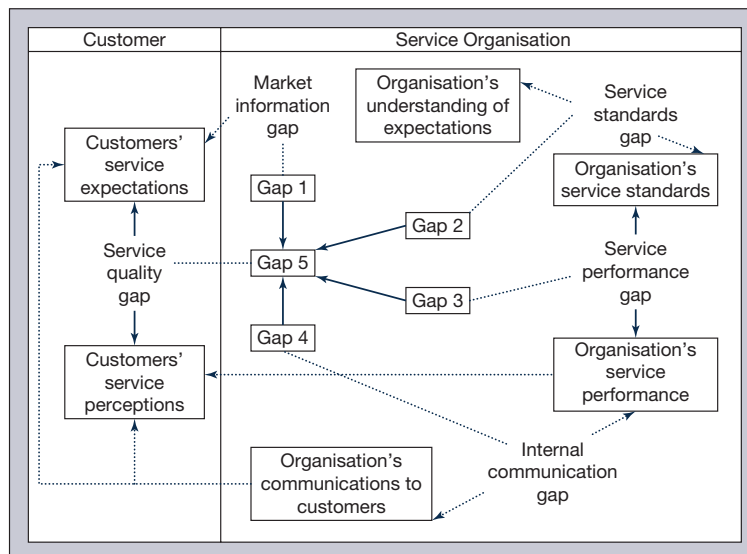 Customer
Service Organisation
Market
information
gap
Organisation's
understanding of
expectations
Service
standards
gap
Customers'
service
expectations
Organisation's
service standards
Gap 1
Gap 2
Service
quality
gap
Gap 5
Service
performance
gap
Gap 3
Gap 4
Customers'
service
perceptions
Organisation's
service
performance
Organisation's
communications to
customers
Internal
communication
gap